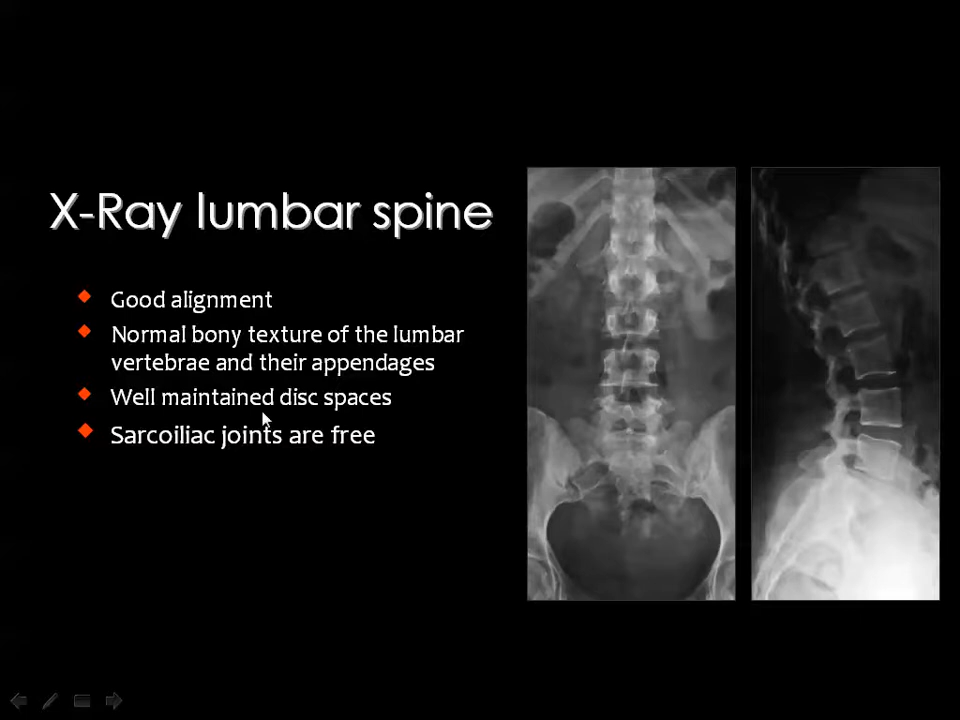 X-Ray lumbar spine
Good alignment
Normal bony texture of the lumbar
vertebrae and their appendages
Well maintained disc spaces
Sarcoiliac joints are free